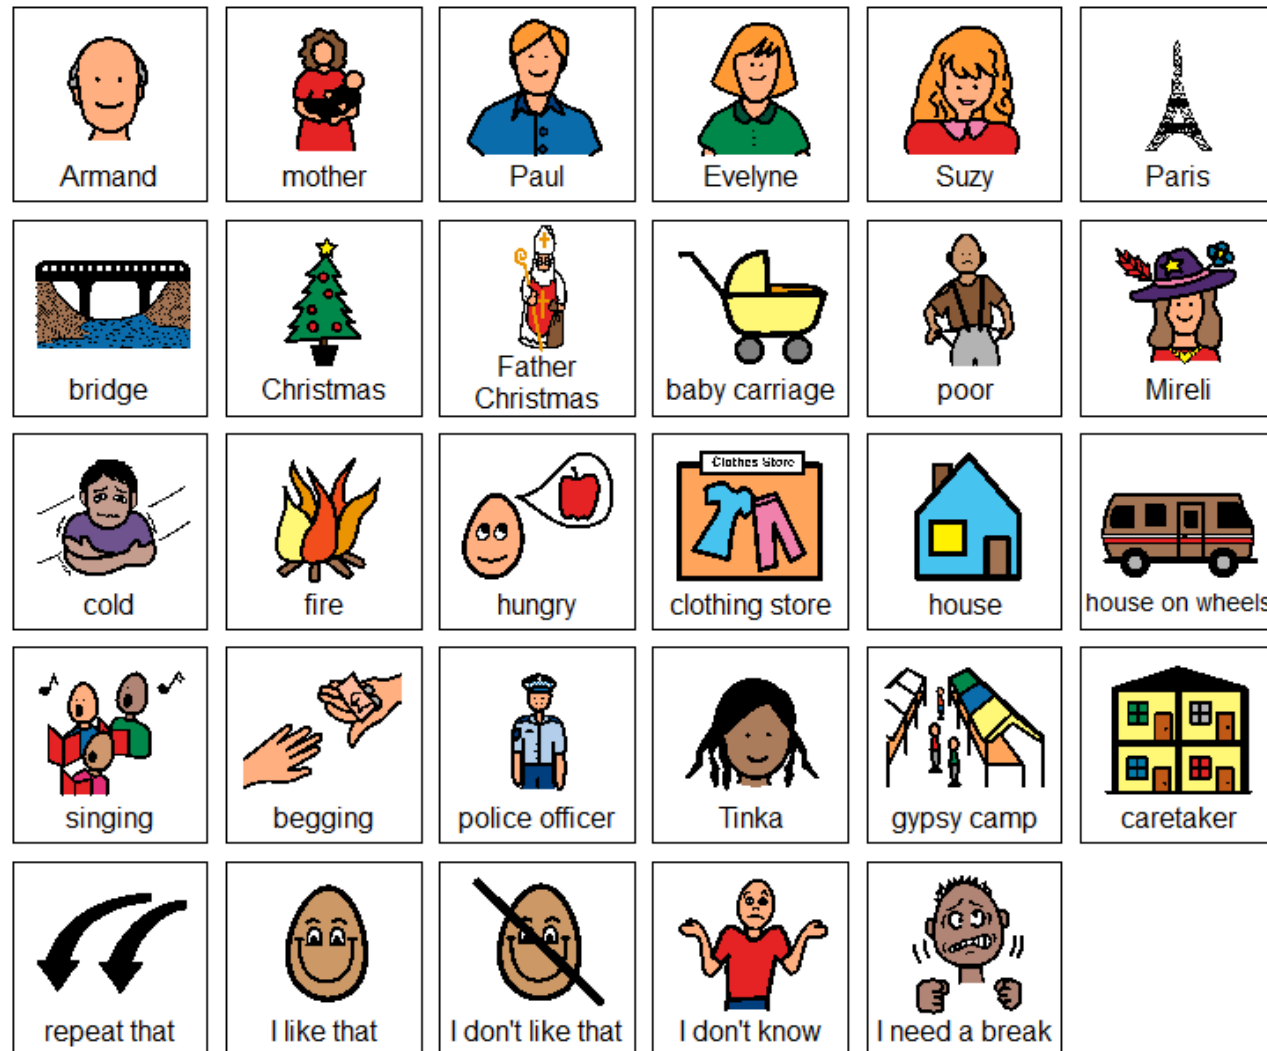 Armand
mother
Paul
Evelyne
Suzy
Paris
bridge
Christmas
Father
Christmas
baby carriage
poor
Mireli
cold
fire
hungry
Clothes Store
clothing store
house
house on wheels
singing
begging
police officer
Tinka
gypsy camp
caretaker
repeat that
I like that
I don't like that
I don't know
I need a break